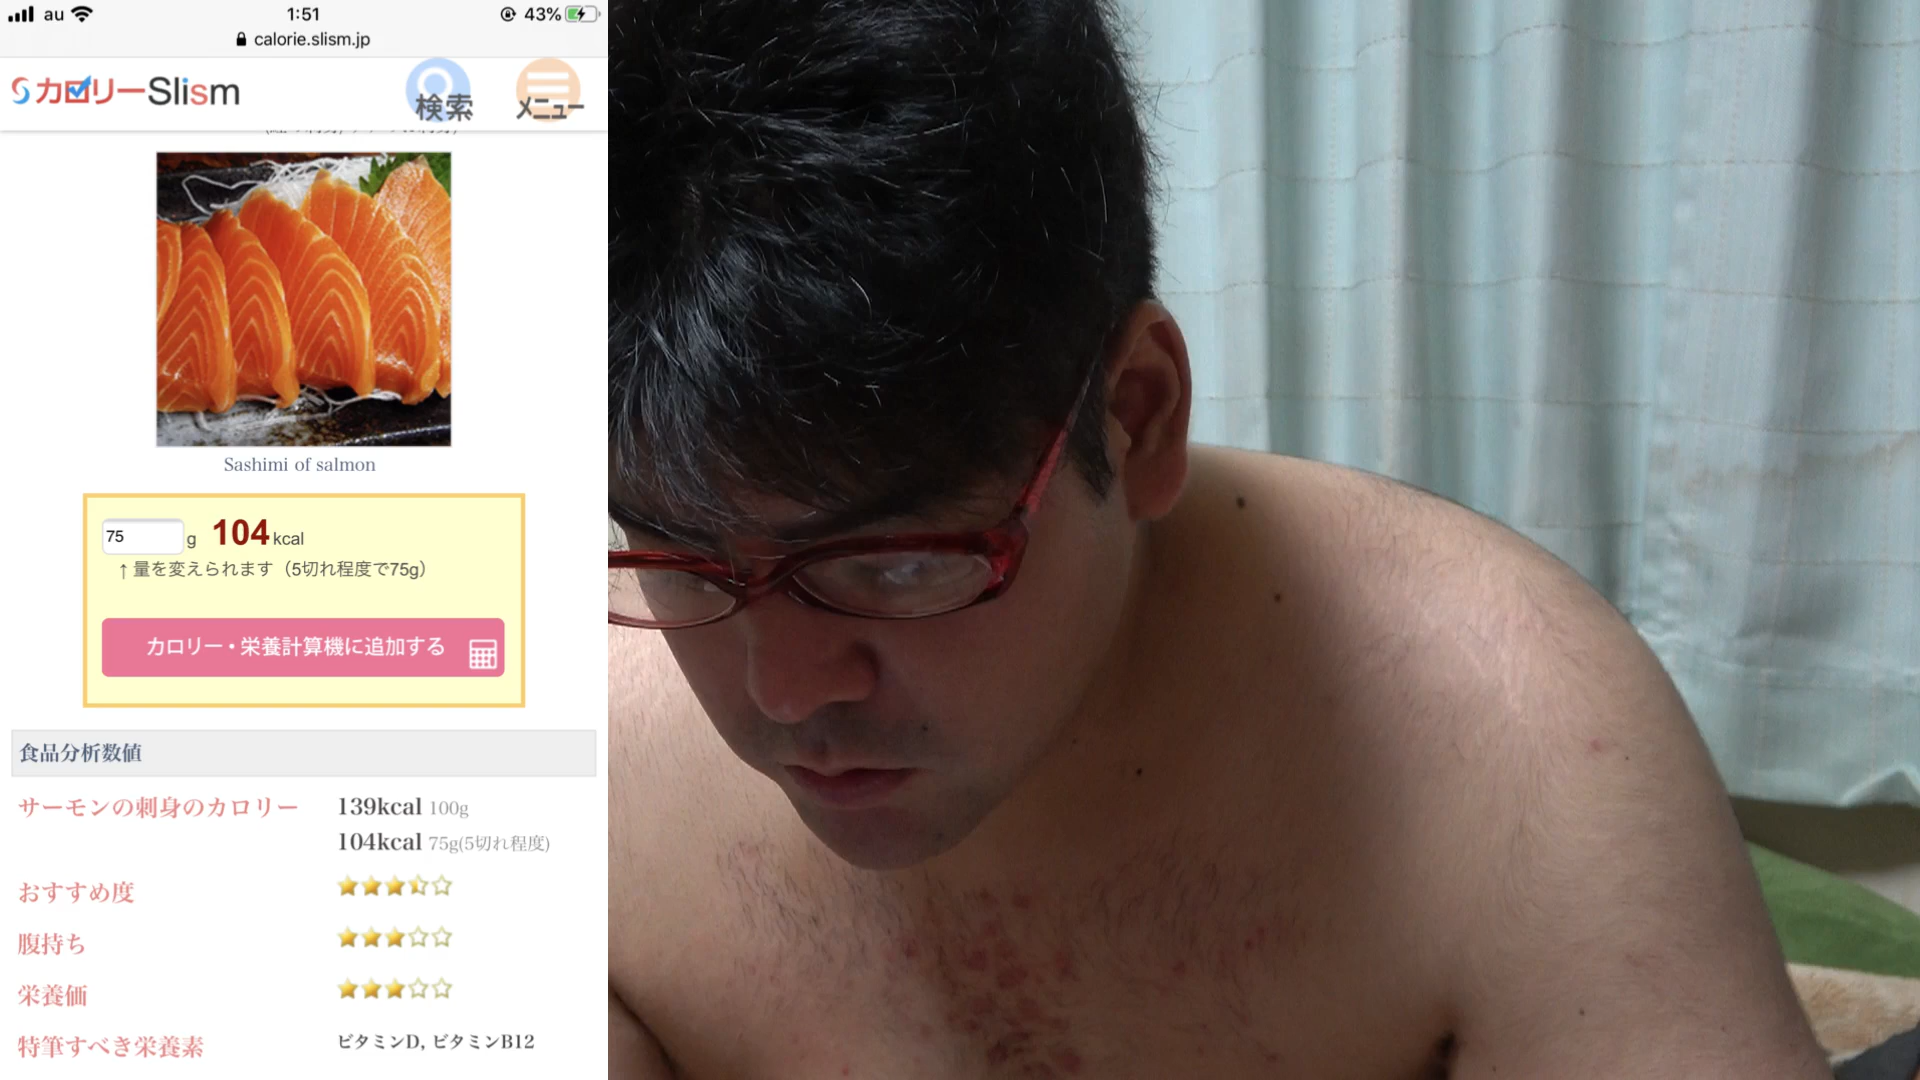 au
1:51
43%
calorie.slism.jp
カロリーSlism
検索
メニュー
Sashimi of salmon
75 g 104 kcal
↑量を変えられます（5切れ程度で75g）
カロリー・栄養計算機に追加する
食品分析数値
サーモンの刺身のカロリー
139kcal 100g
104kcal 75g(5切れ程度)
おすすめ度
腹持ち
栄養価
特筆すべき栄養素
ビタミンD, ビタミンB12